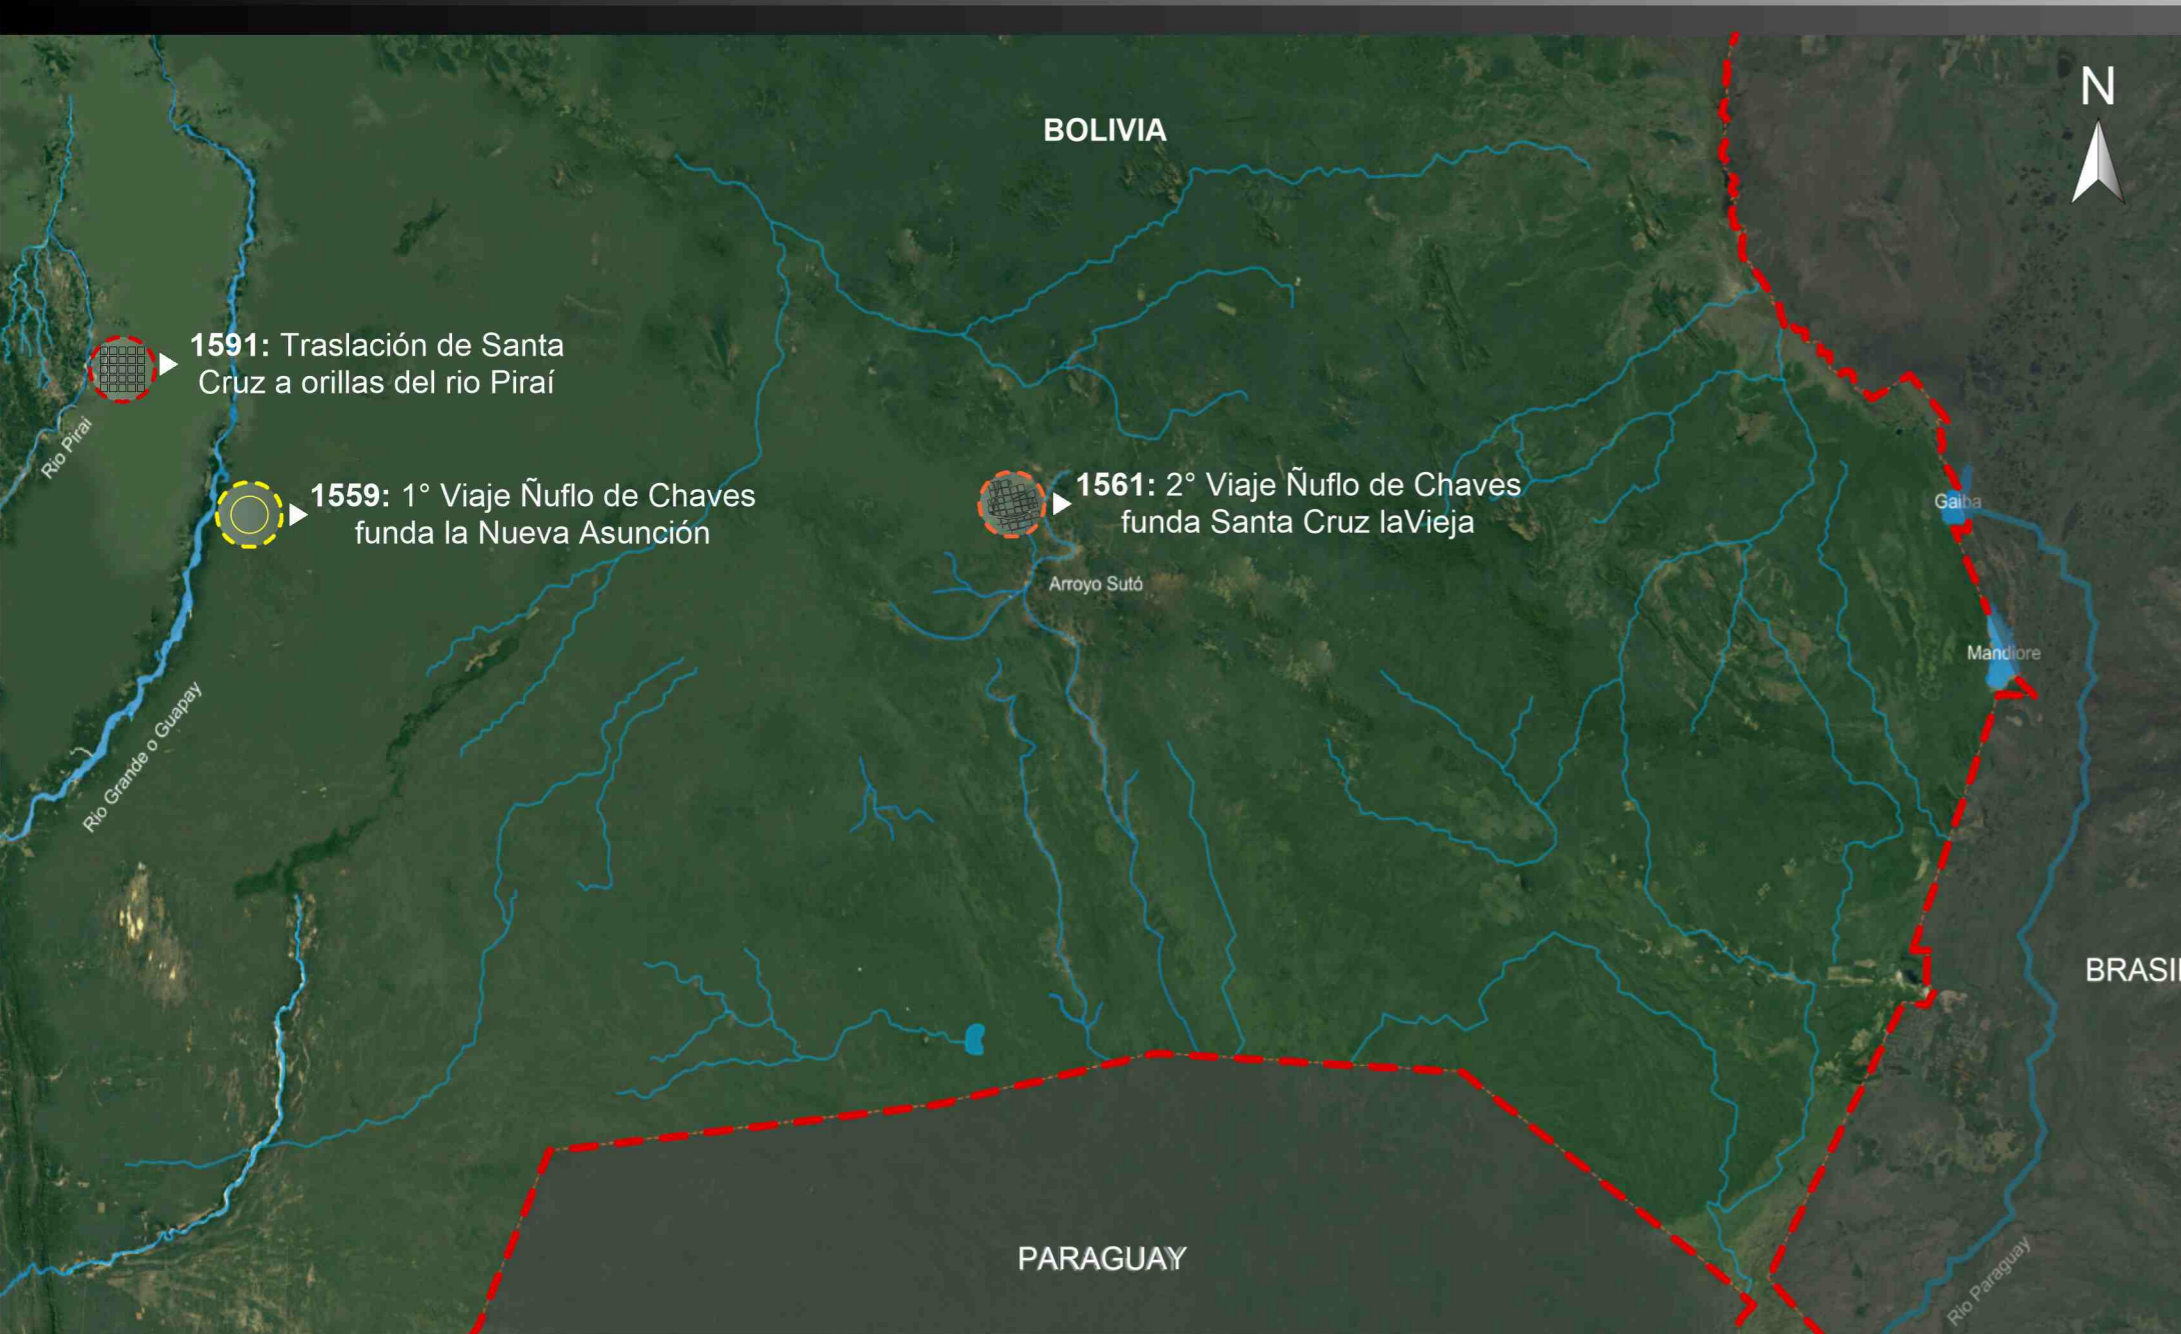 N
BOLIVIA
1591: Traslación de Santa
Cruz a orillas del rio Piraí
Rio Pirai
1559: 1° Viaje Ñuflo de Chaves
funda la Nueva Asunción
1561: 2° Viaje Ñuflo de Chaves
funda Santa Cruz laVieja
Gaiba
Arroyo Sutó
Mandiore
Rio Grande o Guapay
BRASIL
PARAGUAY
Rio Paraguay